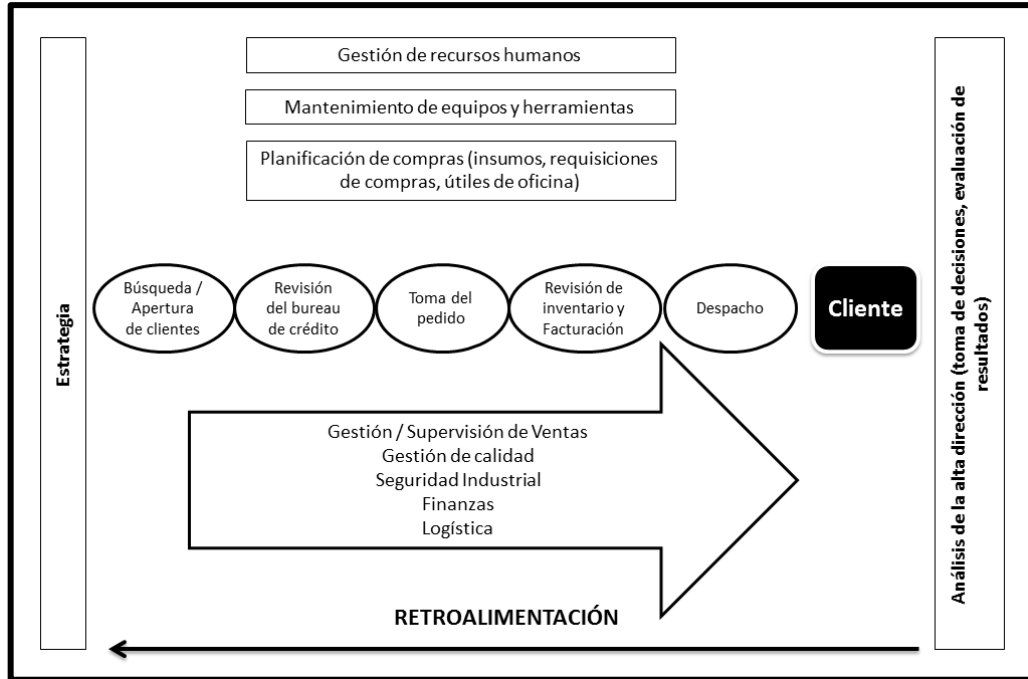 Gestión de recursos humanos
Mantenimiento de equipos y herramientas
Planificación de compras (insumos, requisiciones
de compras, útiles de oficina)
Estrategia
Búsqueda /
Apertura
de clientes
Revisión
del bureau
de crédito
Toma del
pedido
Revisión de
inventario y
Facturación
Despacho
Cliente
Análisis de la alta dirección (toma de decisiones, evaluación de
resultados)
Gestión / Supervisión de Ventas
Gestión de calidad
Seguridad Industrial
Finanzas
Logística
RETROALIMENTACIÓN